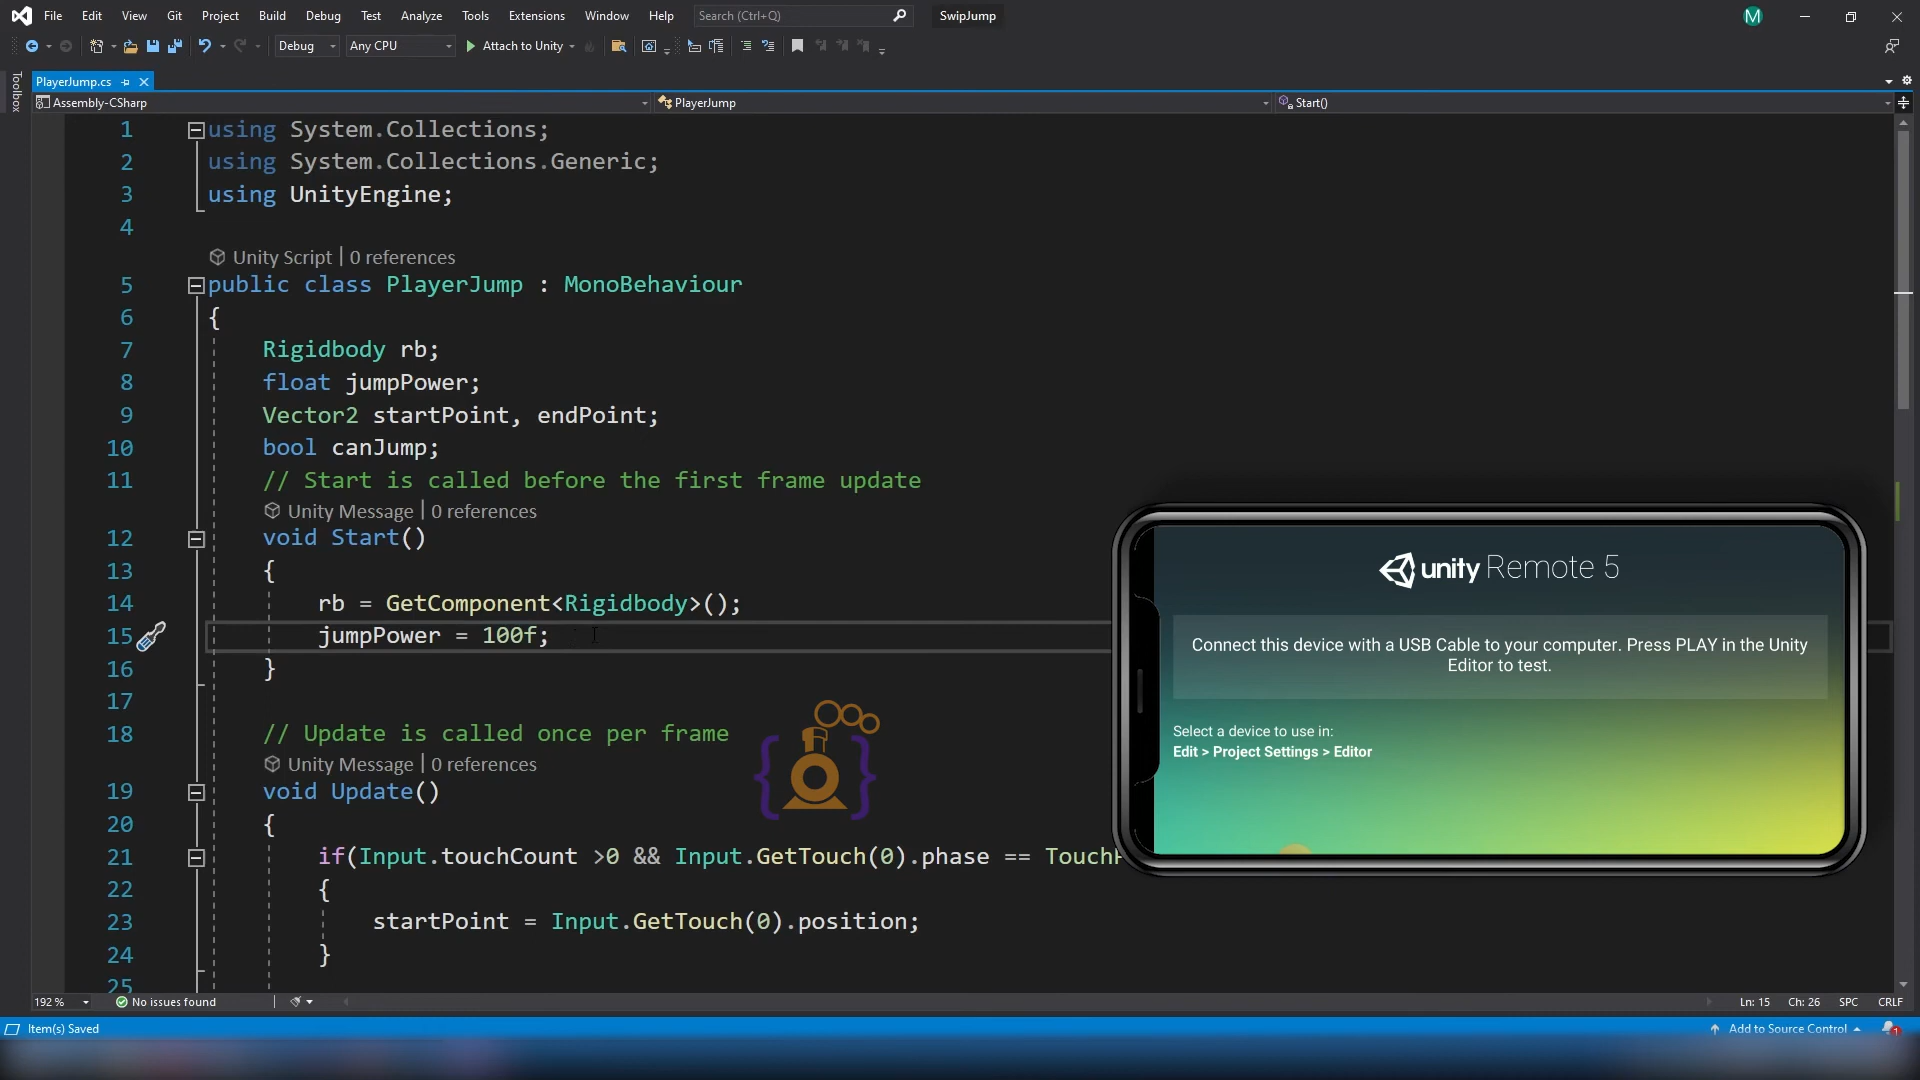 File Edit View Git Project Build Debug Test Analyze Tools Extensions Window Help Search (Ctrl+Q) SwipJump M
Debug Any CPU Attach to Unity
Toolbox
PlayerJump.cs
Assembly-CSharp PlayerJump Start()
1 using System.Collections;
2 using System.Collections.Generic;
3 using UnityEngine;
4
Unity Script | 0 references
5 public class PlayerJump : MonoBehaviour
6 {
7 Rigidbody rb;
8 float jumpPower;
9 Vector2 startPoint, endPoint;
10 bool canJump;
11 // Start is called before the first frame update
Unity Message | 0 references
12 void Start()
13 {
14 rb = GetComponent<Rigidbody>();
15 jumpPower = 100f;
16 }
17
18 // Update is called once per frame
Unity Message | 0 references
19 void Update()
20 {
21 if(Input.touchCount >0 && Input.GetTouch(0).phase == Touch
22 {
23 startPoint = Input.GetTouch(0).position;
24 }
25
unity Remote 5
Connect this device with a USB Cable to your computer. Press PLAY in the Unity
Editor to test.
Select a device to use in:
Edit > Project Settings > Editor
192 % No issues found Ln: 15 Ch: 26 SPC CRLF
Item(s) Saved Add to Source Control 1